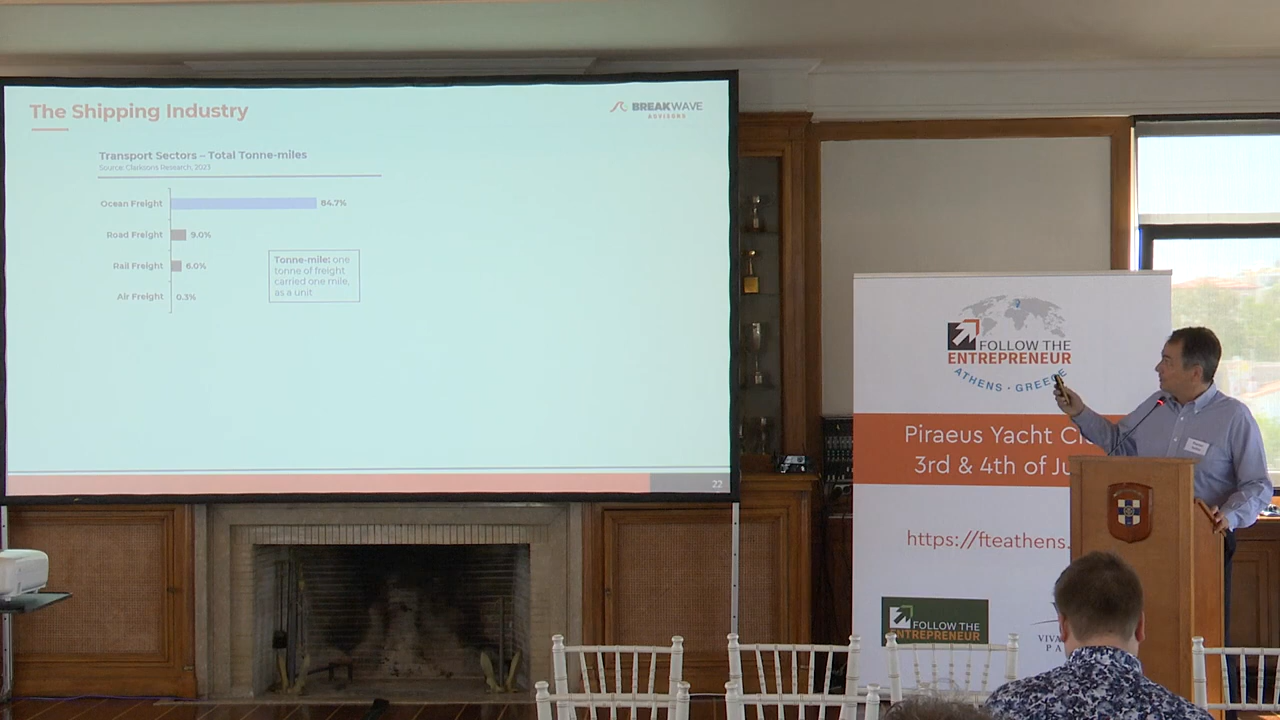 The Shipping Industry
BREAKWAVE
ADVISORS
Transport Sectors – Total Tonne-miles
Source: Clarksons Research, 2023
Ocean Freight 84.7%
Road Freight 9.0%
Rail Freight 6.0%
Air Freight 0.3%
Tonne-mile: one
tonne of freight
carried one mile,
as a unit
22
FOLLOW THE
ENTREPRENEUR
ATHENS · GREECE
Piraeus Yacht Cl
3rd & 4th of Ju
https://fteathens.
FOLLOW THE
ENTREPRENEUR
VIVA
PA